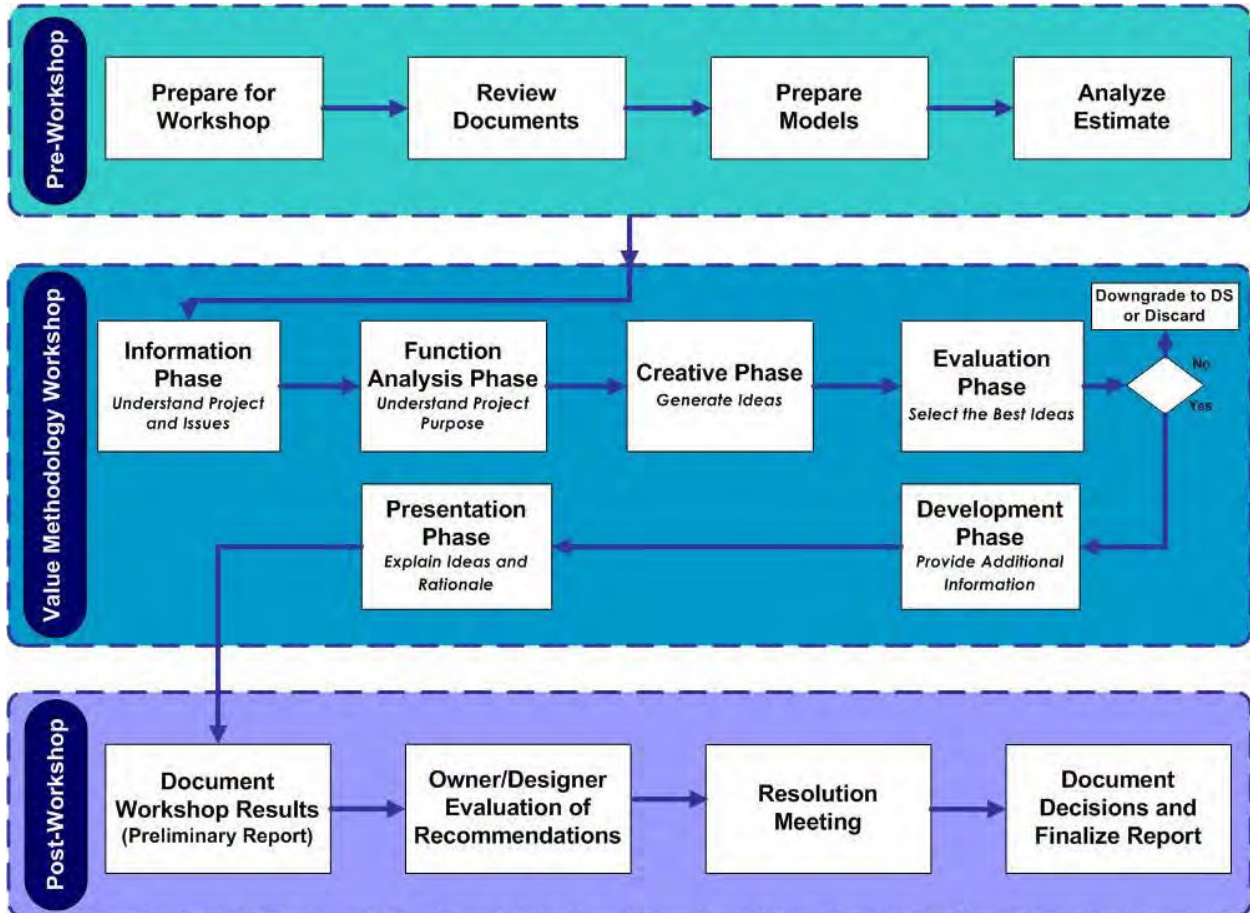 Pre-Workshop
Prepare for
Workshop
Review
Documents
Prepare
Models
Analyze
Estimate
Value Methodology Workshop
Information
Phase
Understand Project
and Issues
Function
Analysis Phase
Understand Project
Purpose
Creative Phase
Generate Ideas
Evaluation
Phase
Select the Best Ideas
Downgrade to DS
or Discard
No
Yes
Development
Phase
Provide Additional
Information
Presentation
Phase
Explain Ideas and
Rationale
Post-Workshop
Document
Workshop Results
(Preliminary Report)
Owner/Designer
Evaluation of
Recommendations
Resolution
Meeting
Document
Decisions and
Finalize Report